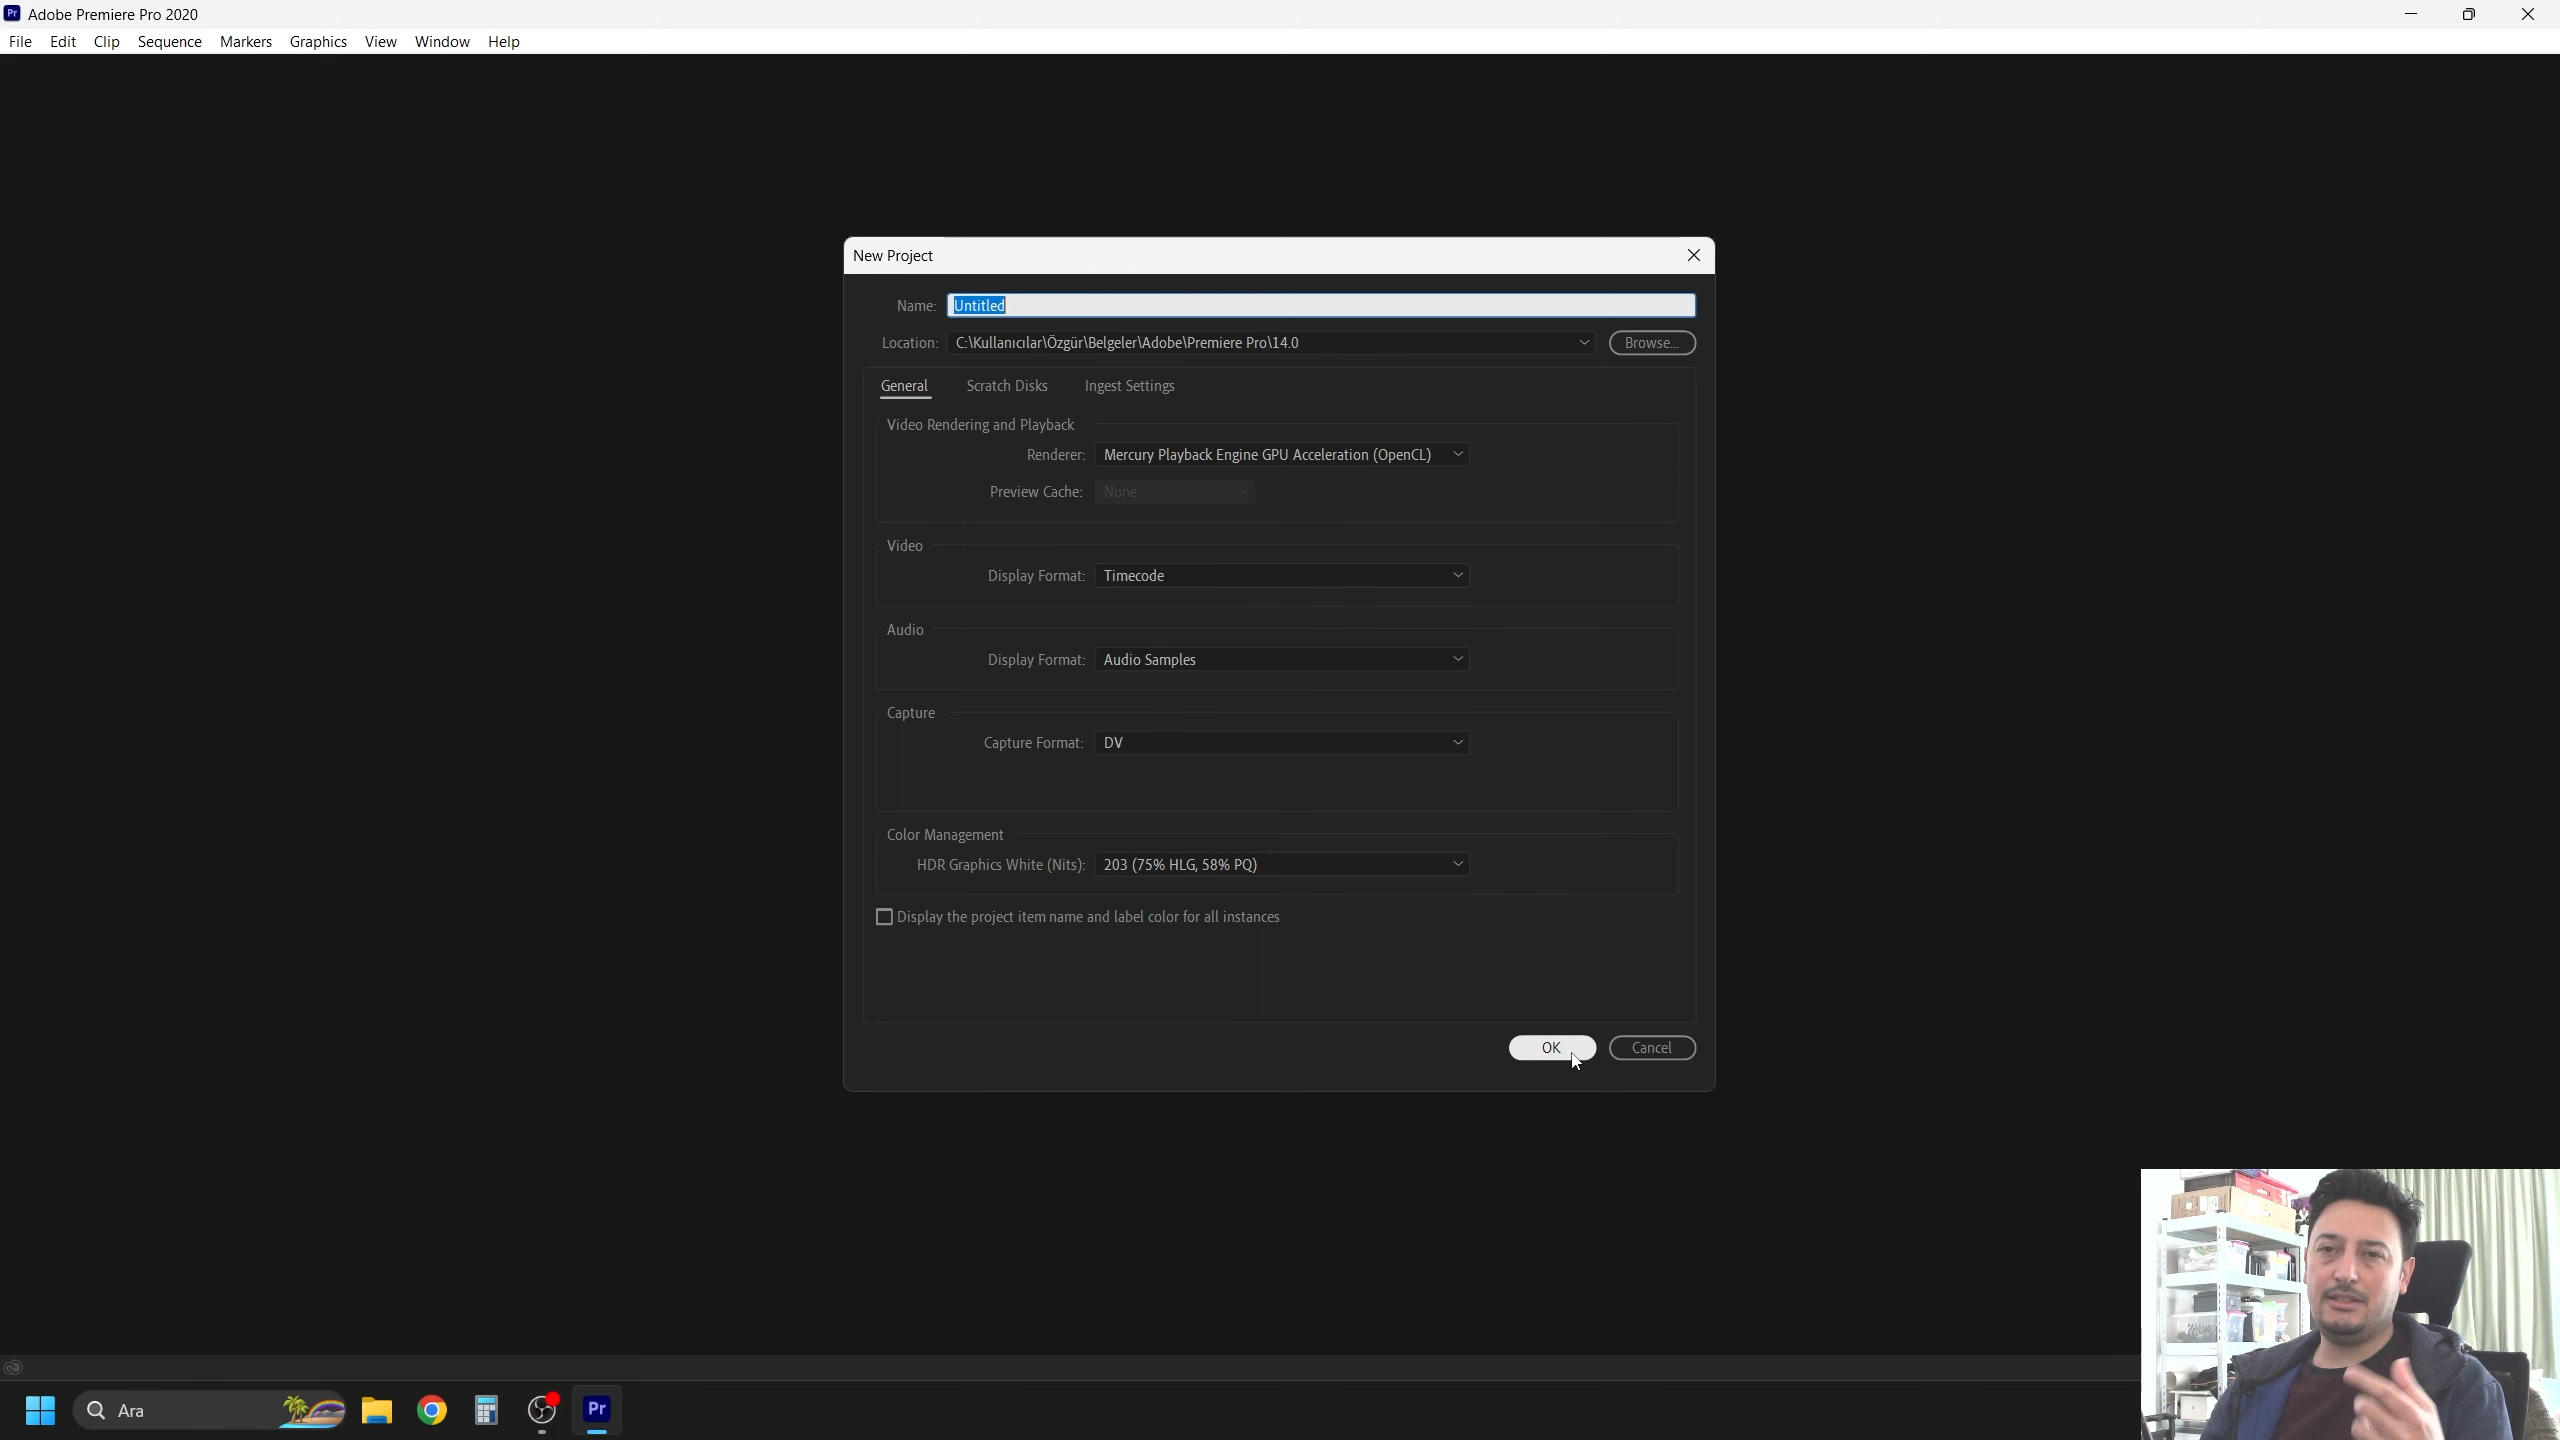 Pr Adobe Premiere Pro 2020
File Edit Clip Sequence Markers Graphics View Window Help
New Project
Name: Untitled
Location: C:\Kullanıcılar\Özgür\Belgeler\Adobe\Premiere Pro\14.0 Browse...
General Scratch Disks Ingest Settings
Video Rendering and Playback
Renderer: Mercury Playback Engine GPU Acceleration (OpenCL)
Preview Cache: None
Video
Display Format: Timecode
Audio
Display Format: Audio Samples
Capture
Capture Format: DV
Color Management
HDR Graphics White (Nits): 203 (75% HLG, 58% PQ)
Display the project item name and label color for all instances
OK Cancel
Ara Pr